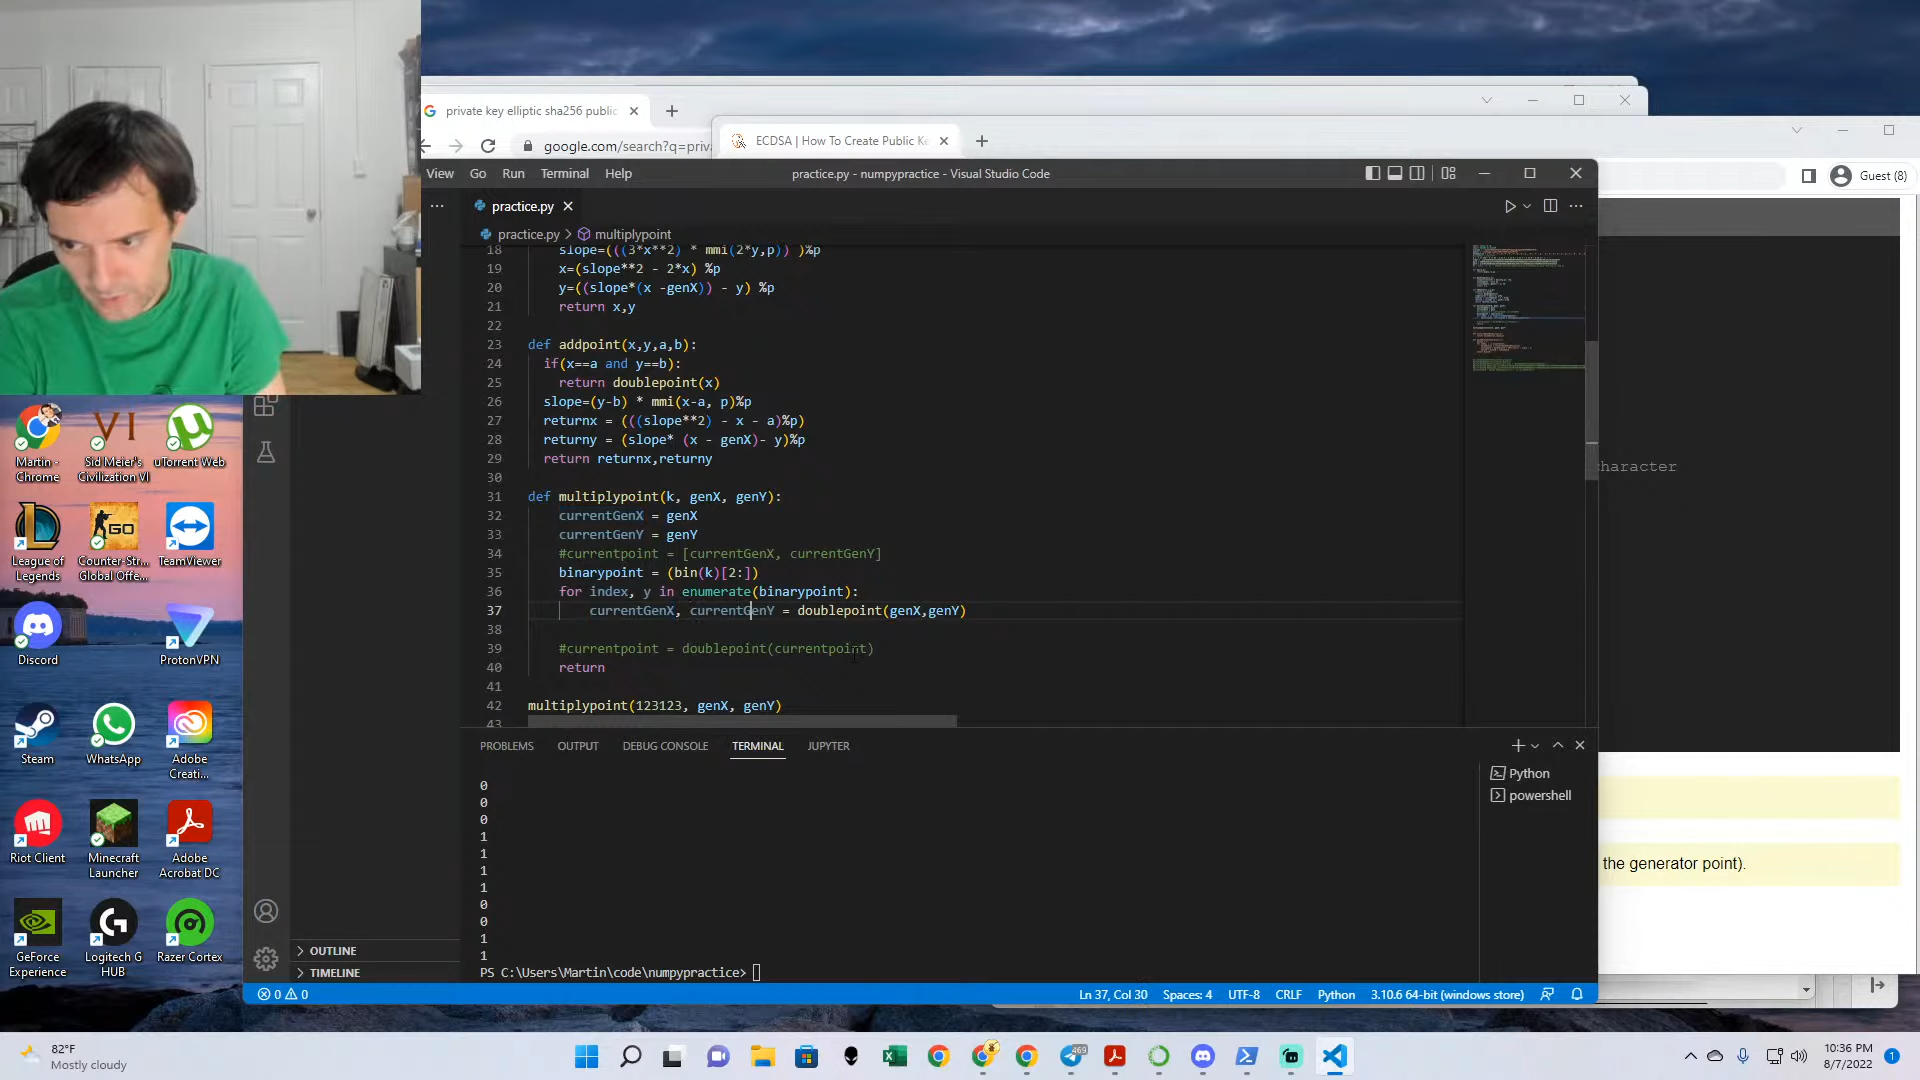 private key elliptic sha256 public
google.com/search?q=priva
ECDSA | How To Create Public Ke
Guest (8)
View Go Run Terminal Help
practice.py - numpypractice - Visual Studio Code
practice.py
practice.py > multiplypoint
18 slope=(((3*x**2) * mmi(2*y,p)) )%p
19 x=(slope**2 - 2*x) %p
20 y=((slope*(x -genX)) - y) %p
21 return x,y
22
23 def addpoint(x,y,a,b):
24 if(x==a and y==b):
25 return doublepoint(x)
26 slope=(y-b) * mmi(x-a, p)%p
27 returnx = (((slope**2) - x - a)%p)
28 returny = (slope* (x - genX)- y)%p
29 return returnx,returny
30
31 def multiplypoint(k, genX, genY):
32 currentGenX = genX
33 currentGenY = genY
34 #currentpoint = [currentGenX, currentGenY]
35 binarypoint = (bin(k)[2:])
36 for index, y in enumerate(binarypoint):
37 currentGenX, currentGenY = doublepoint(genX,genY)
38
39 #currentpoint = doublepoint(currentpoint)
40 return
41
42 multiplypoint(123123, genX, genY)
43
character
the generator point).
PROBLEMS OUTPUT DEBUG CONSOLE TERMINAL JUPYTER
Python
powershell
0
0
0
1
1
1
1
0
0
1
1
PS C:\Users\Martin\code\numpypractice>
OUTLINE
TIMELINE
0 0
Ln 37, Col 30 Spaces: 4 UTF-8 CRLF Python 3.10.6 64-bit (windows store)
Martin - Chrome
Sid Meier's Civilization VI
uTorrent Web
League of Legends
Counter-Str... Global Offe...
TeamViewer
Discord
ProtonVPN
Steam
WhatsApp
Adobe Creati...
Riot Client
Minecraft Launcher
Adobe Acrobat DC
GeForce Experience
Logitech G HUB
Razer Cortex
VI
GO
82°F
Mostly cloudy
469
10:36 PM
8/7/2022
1